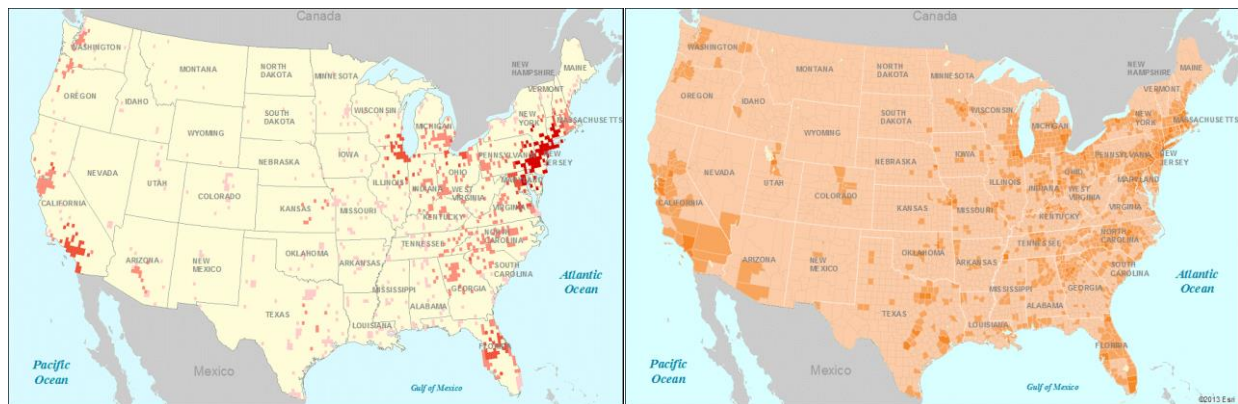 Canada
WASHINGTON
MONTANA
NORTH
DAKOTA
MINNESOTA
NEW
HAMPSHIRE
MAINE
VERMONT
OREGON
IDAHO
SOUTH
DAKOTA
WISCONSIN
MICHIGAN
NEW
YORK
MASSACHUSETTS
WYOMING
IOWA
PENNSYLVANIA
NEW
JERSEY
NEBRASKA
NEVADA
UTAH
COLORADO
ILLINOIS
INDIANA
OHIO
MARYLAND
WEST
VIRGINIA
VIRGINIA
CALIFORNIA
KANSAS
MISSOURI
KENTUCKY
ARIZONA
NEW
MEXICO
OKLAHOMA
ARKANSAS
TENNESSEE
NORTH
CAROLINA
SOUTH
CAROLINA
Atlantic
Ocean
MISSISSIPPI
ALABAMA
GEORGIA
TEXAS
LOUISIANA
FLORIDA
Pacific
Ocean
Mexico
Gulf of Mexico
Canada
WASHINGTON
MONTANA
NORTH
DAKOTA
MINNESOTA
NEW
HAMPSHIRE
MAINE
VERMONT
OREGON
IDAHO
SOUTH
DAKOTA
WISCONSIN
MICHIGAN
NEW
YORK
MASSACHUSETTS
WYOMING
IOWA
PENNSYLVANIA
NEW
JERSEY
NEBRASKA
NEVADA
UTAH
COLORADO
ILLINOIS
INDIANA
OHIO
MARYLAND
WEST
VIRGINIA
VIRGINIA
CALIFORNIA
KANSAS
MISSOURI
KENTUCKY
ARIZONA
NEW
MEXICO
OKLAHOMA
ARKANSAS
TENNESSEE
NORTH
CAROLINA
SOUTH
CAROLINA
Atlantic
Ocean
MISSISSIPPI
ALABAMA
GEORGIA
TEXAS
LOUISIANA
FLORIDA
Pacific
Ocean
Mexico
Gulf of Mexico
©2013 Esri